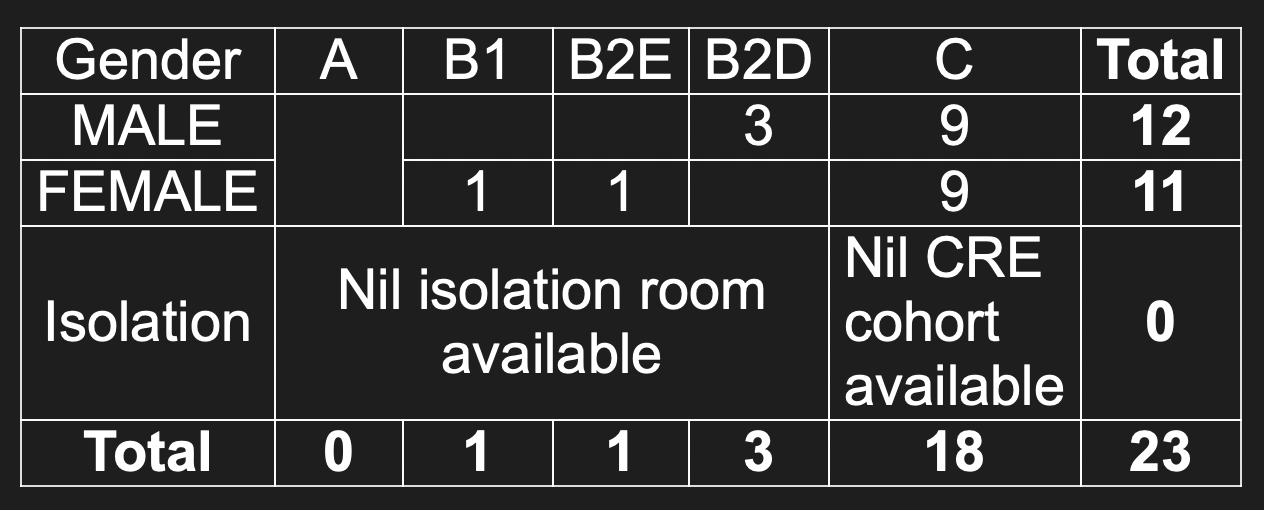 Gender A B1 B2E B2D C Total
MALE 3 9 12
FEMALE 1 1 9 11
Isolation Nil isolation room available Nil CRE cohort available 0
Total 0 1 1 3 18 23